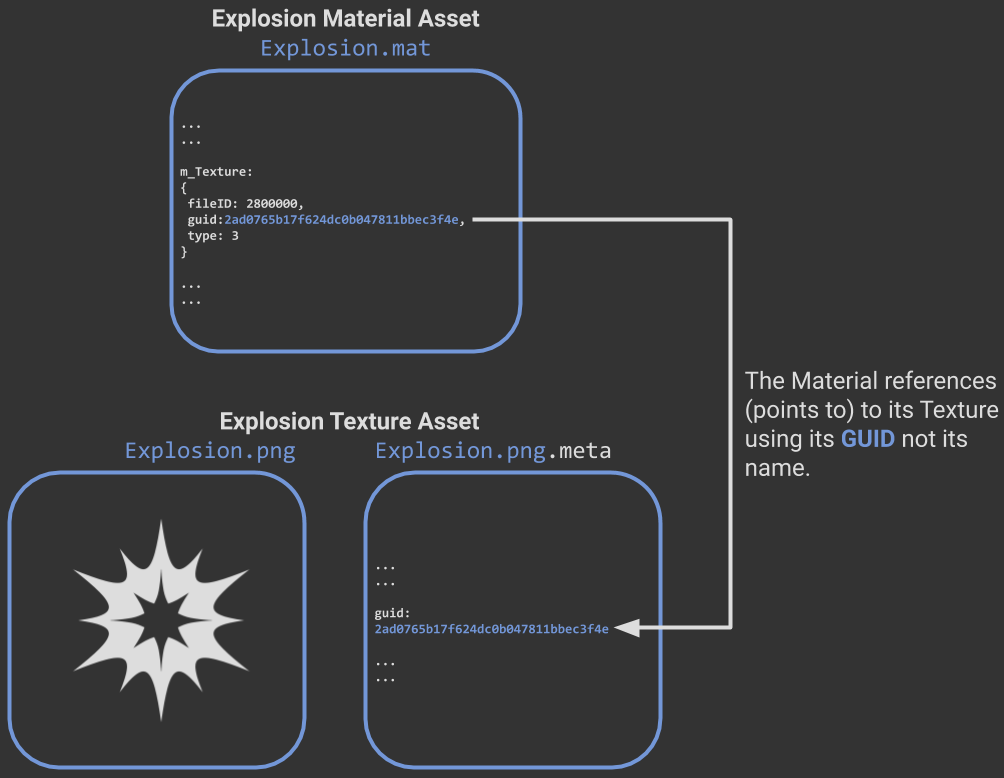 Explosion Material Asset
Explosion.mat
...
...
m_Texture:
{
fileID: 2800000,
guid:2ad0765b17f624dc0b047811bbec3f4e,
type: 3
}
...
...
The Material references
(points to) to its Texture
using its GUID not its
name.
Explosion Texture Asset
Explosion.png
Explosion.png.meta
...
...
guid:
2ad0765b17f624dc0b047811bbec3f4e
...
...